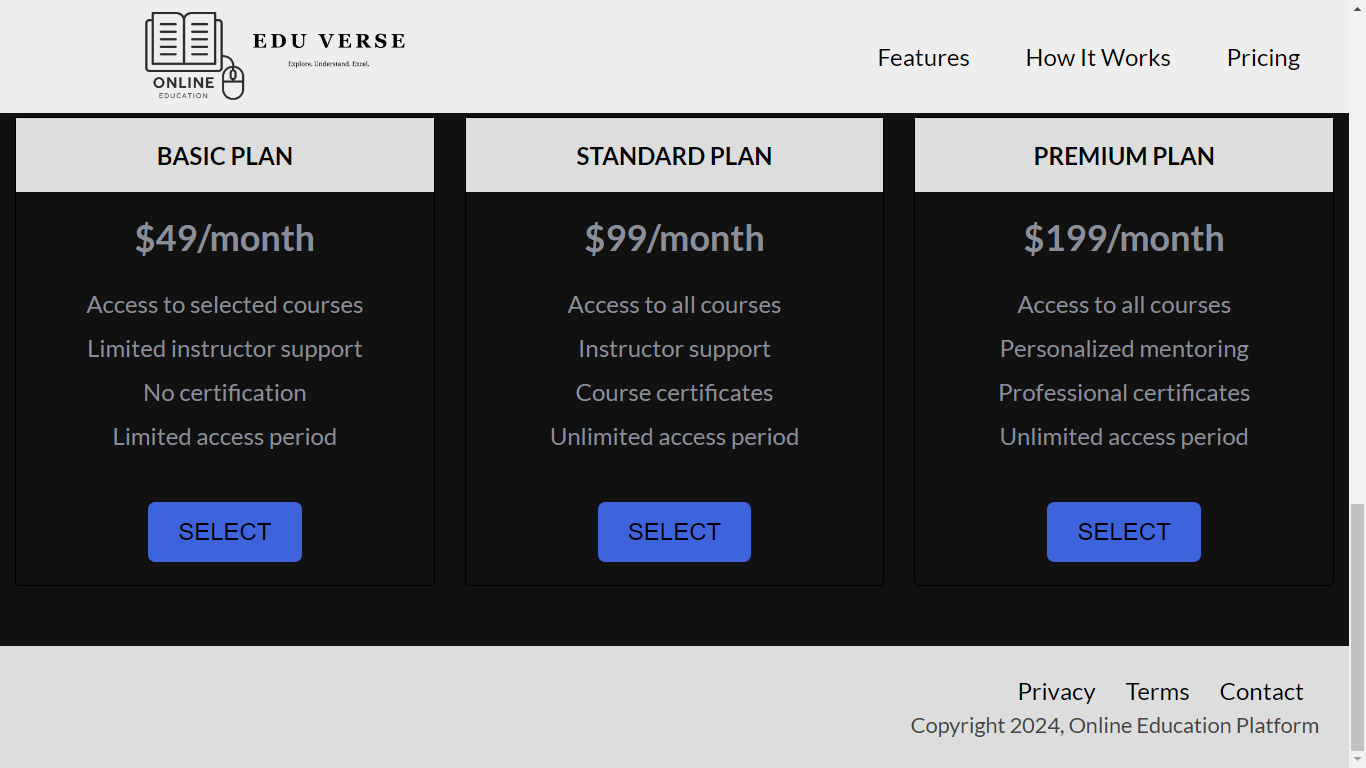 ONLINE
EDUCATION
EDU VERSE
Explore. Understand. Excel.
Features
How It Works
Pricing
BASIC PLAN
$49/month
Access to selected courses
Limited instructor support
No certification
Limited access period
SELECT
STANDARD PLAN
$99/month
Access to all courses
Instructor support
Course certificates
Unlimited access period
SELECT
PREMIUM PLAN
$199/month
Access to all courses
Personalized mentoring
Professional certificates
Unlimited access period
SELECT
Privacy Terms Contact
Copyright 2024, Online Education Platform